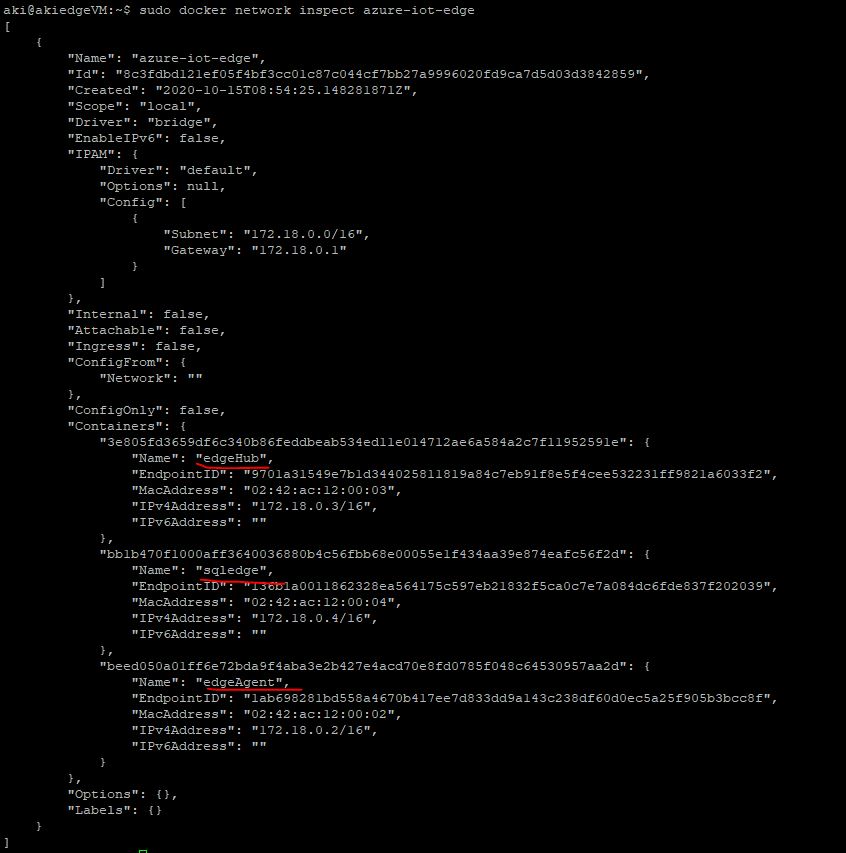 aki@akiedgeVM:~$ sudo docker network inspect azure-iot-edge
[
    {
        "Name": "azure-iot-edge",
        "Id": "8c3fdbd121ef05f4bf3cc01c87c044cf7bb27a9996020fd9ca7d5d03d3842859",
        "Created": "2020-10-15T08:54:25.148281871Z",
        "Scope": "local",
        "Driver": "bridge",
        "EnableIPv6": false,
        "IPAM": {
            "Driver": "default",
            "Options": null,
            "Config": [
                {
                    "Subnet": "172.18.0.0/16",
                    "Gateway": "172.18.0.1"
                }
            ]
        },
        "Internal": false,
        "Attachable": false,
        "Ingress": false,
        "ConfigFrom": {
            "Network": ""
        },
        "ConfigOnly": false,
        "Containers": {
            "3e805fd3659df6c340b86feddbeab534ed11e014712ae6a584a2c7f11952591e": {
                "Name": "edgeHub",
                "EndpointID": "9701a31549e7b1d344025811819a84c7eb91f8e5f4cee532231ff9821a6033f2",
                "MacAddress": "02:42:ac:12:00:03",
                "IPv4Address": "172.18.0.3/16",
                "IPv6Address": ""
            },
            "bb1b470f1000aff3640036880b4c56fbb68e00055e1f434aa39e874eafc56f2d": {
                "Name": "sqledge",
                "EndpointID": "136b1a0011862328ea564175c597eb21832f5ca0c7e7a084dc6fde837f202039",
                "MacAddress": "02:42:ac:12:00:04",
                "IPv4Address": "172.18.0.4/16",
                "IPv6Address": ""
            },
            "beed050a01ff6e72bda9f4aba3e2b427e4acd70e8fd0785f048c64530957aa2d": {
                "Name": "edgeAgent",
                "EndpointID": "1ab698281bd558a4670b417ee7d833dd9a143c238df60d0ec5a25f905b3bcc8f",
                "MacAddress": "02:42:ac:12:00:02",
                "IPv4Address": "172.18.0.2/16",
                "IPv6Address": ""
            }
        },
        "Options": {},
        "Labels": {}
    }
]